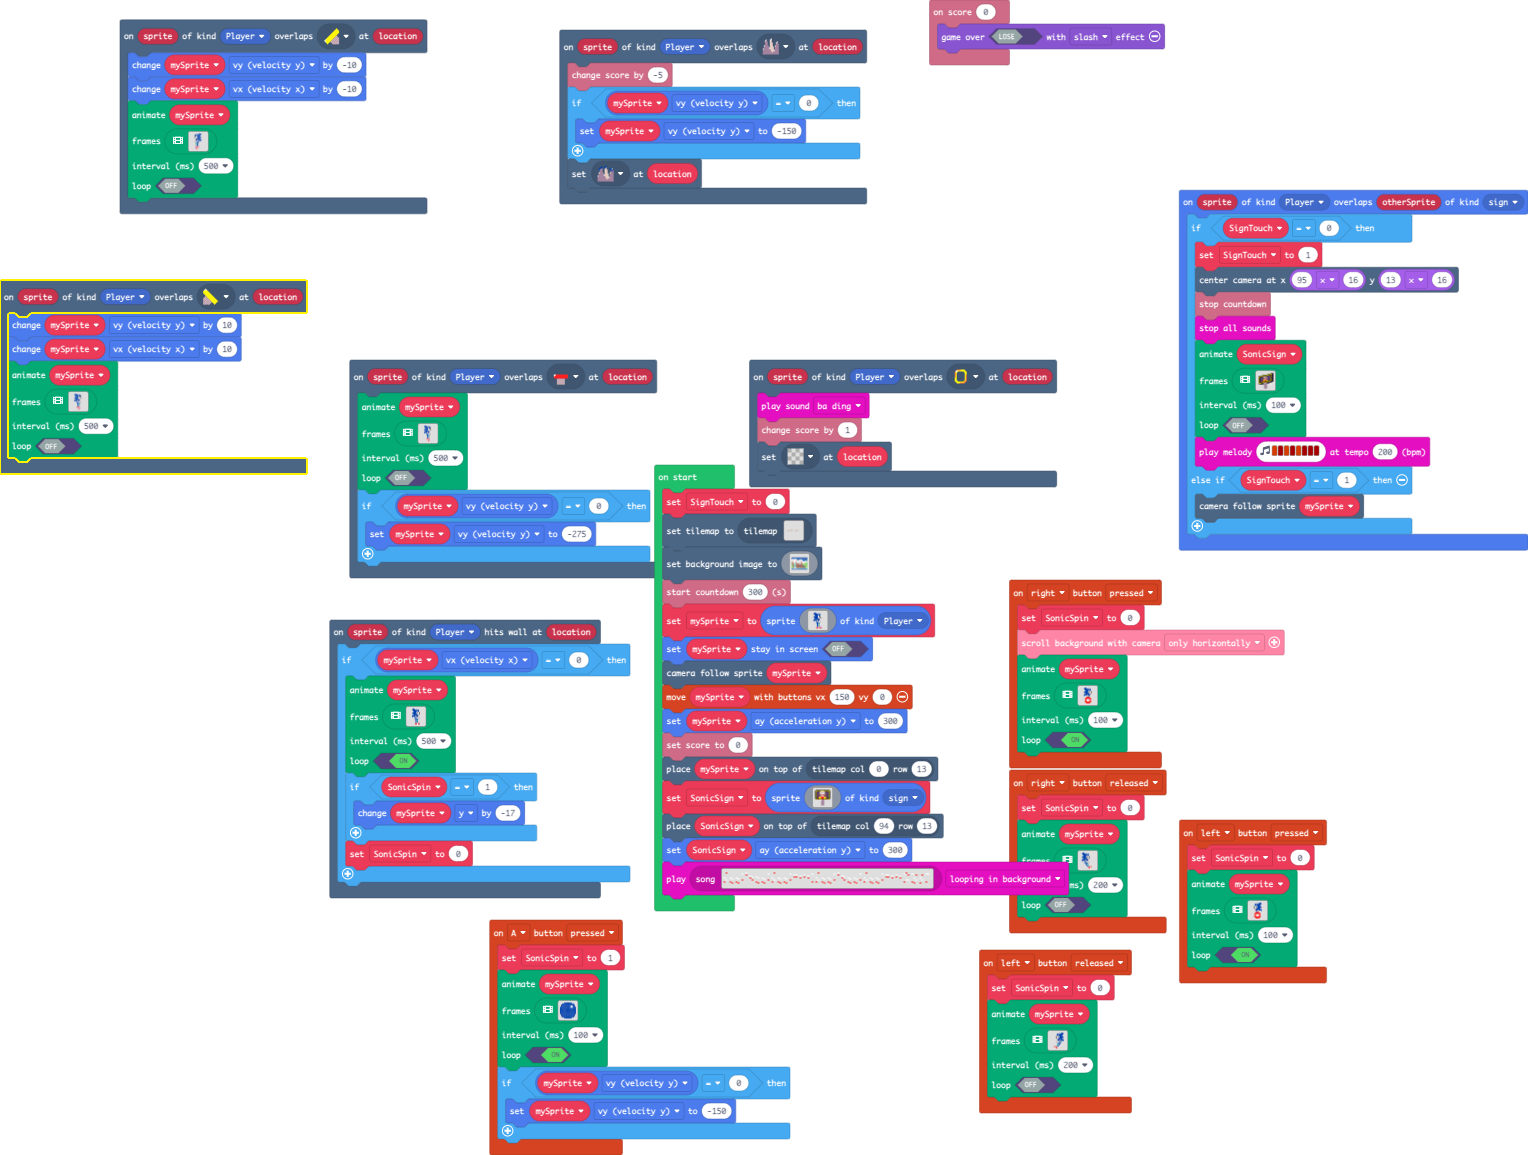 on score 0
game over LOSE with slash effect
on sprite of kind Player overlaps at location
change mySprite vy (velocity y) by -10
change mySprite vx (velocity x) by -10
animate mySprite
frames
interval (ms) 500
loop OFF
on sprite of kind Player overlaps at location
change score by -5
if mySprite vy (velocity y) = 0 then
set mySprite vy (velocity y) to -150
set at location
on sprite of kind Player overlaps otherSprite of kind sign
if SignTouch = 0 then
set SignTouch to 1
center camera at x 95 x 16 y 13 x 16
stop countdown
stop all sounds
animate SonicSign
frames
interval (ms) 100
loop OFF
play melody at tempo 200 (bpm)
else if SignTouch = 1 then
camera follow sprite mySprite
on sprite of kind Player overlaps at location
change mySprite vy (velocity y) by 10
change mySprite vx (velocity x) by 10
animate mySprite
frames
interval (ms) 500
loop OFF
on sprite of kind Player overlaps at location
animate mySprite
frames
interval (ms) 500
loop OFF
if mySprite vy (velocity y) = 0 then
set mySprite vy (velocity y) to -275
on sprite of kind Player overlaps at location
play sound ba ding
change score by 1
set at location
on start
set SignTouch to 0
set tilemap to tilemap
set background image to
start countdown 300 (s)
set mySprite to sprite of kind Player
set mySprite stay in screen OFF
camera follow sprite mySprite
move mySprite with buttons vx 150 vy 0
set mySprite ay (acceleration y) to 300
set score to 0
place mySprite on top of tilemap col 0 row 13
set SonicSign to sprite of kind sign
place SonicSign on top of tilemap col 94 row 13
set SonicSign ay (acceleration y) to 300
play song looping in background
on sprite of kind Player hits wall at location
if mySprite vx (velocity x) = 0 then
animate mySprite
frames
interval (ms) 500
loop ON
if SonicSpin = 1 then
change mySprite y by -17
set SonicSpin to 0
on right button pressed
set SonicSpin to 0
scroll background with camera only horizontally
animate mySprite
frames
interval (ms) 100
loop ON
on right button released
set SonicSpin to 0
animate mySprite
frames
ms) 200
loop OFF
on left button pressed
set SonicSpin to 0
animate mySprite
frames
interval (ms) 100
loop ON
on A button pressed
set SonicSpin to 1
animate mySprite
frames
interval (ms) 100
loop ON
if mySprite vy (velocity y) = 0 then
set mySprite vy (velocity y) to -150
on left button released
set SonicSpin to 0
animate mySprite
frames
interval (ms) 200
loop OFF